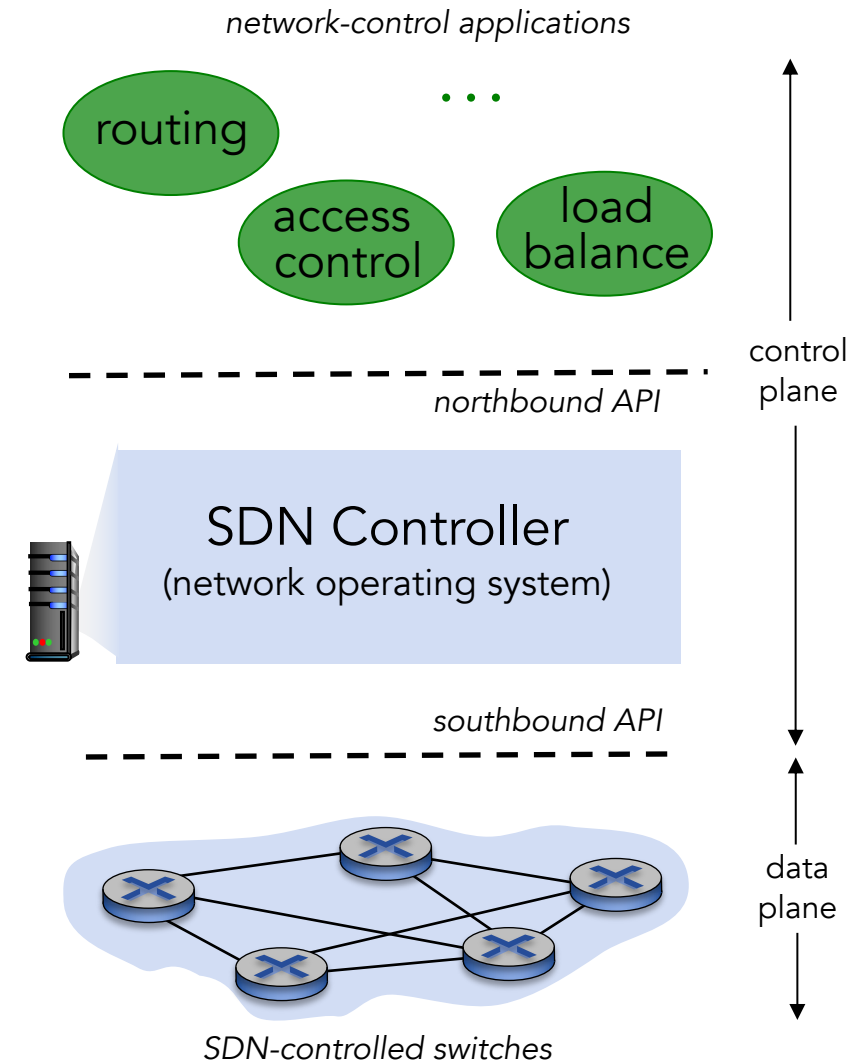 network-control applications
...
routing
access
control
load
balance
control
plane
northbound API
SDN Controller
(network operating system)
southbound API
data
plane
SDN-controlled switches